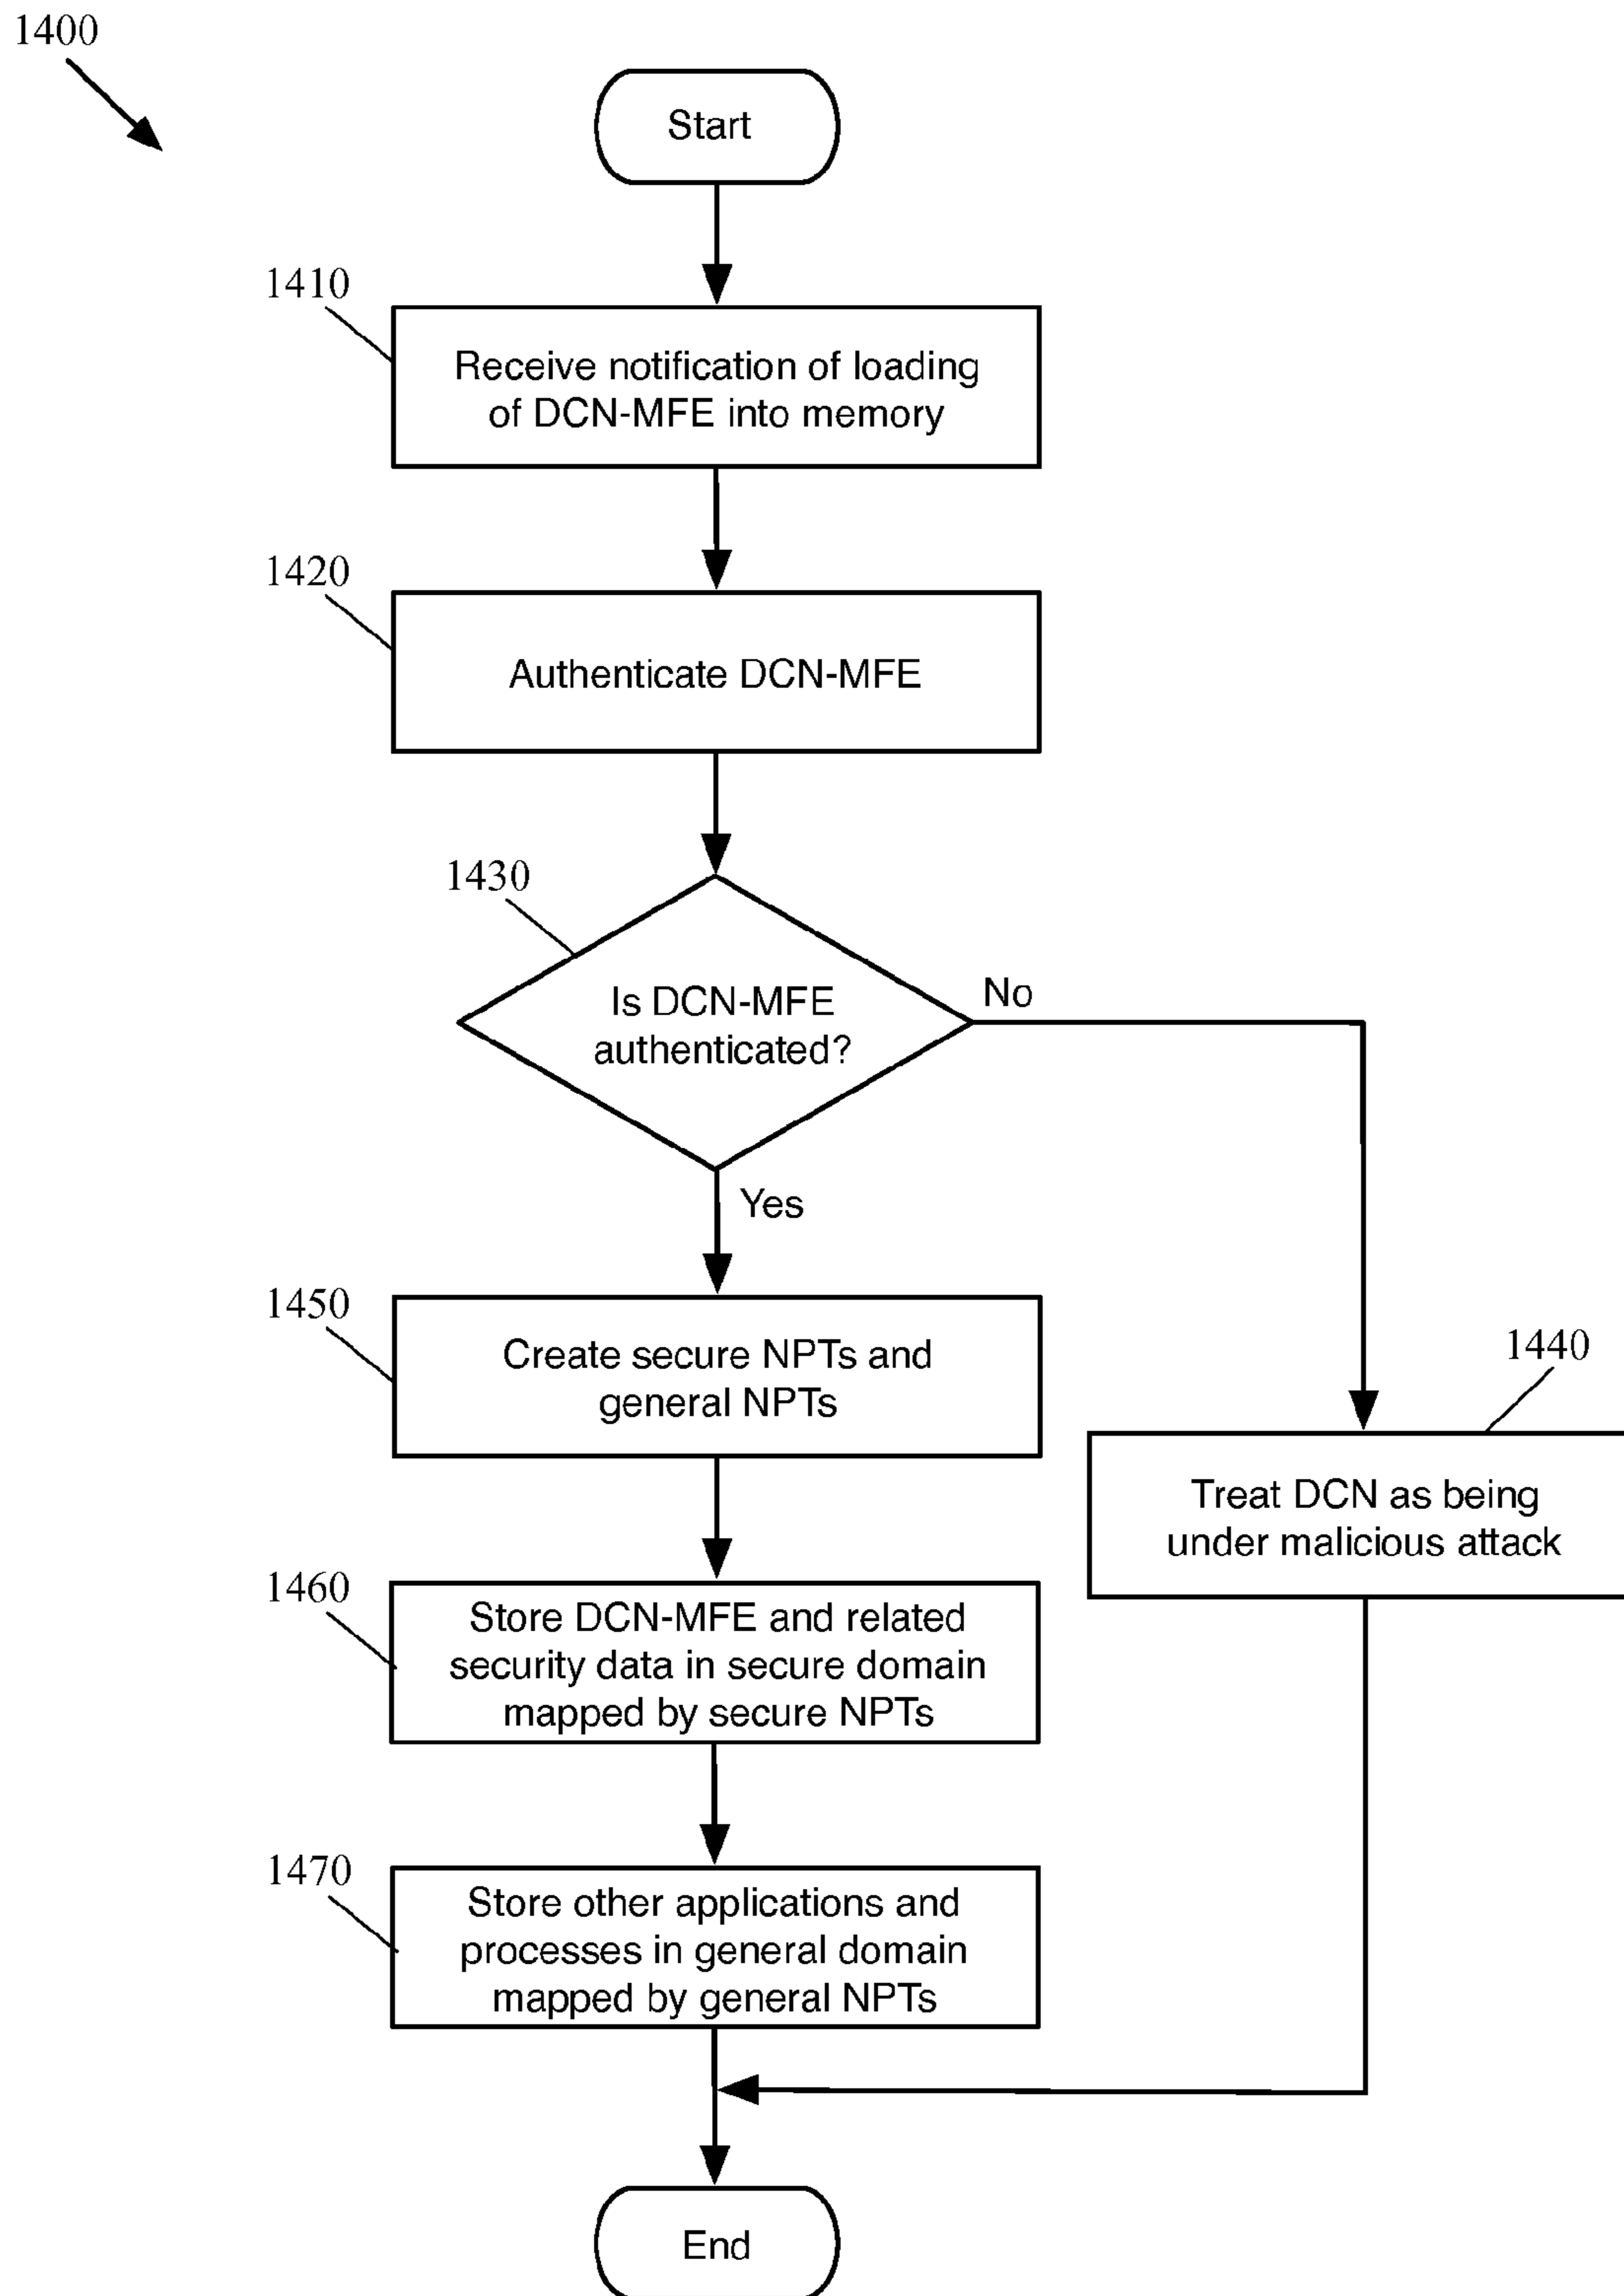 1400
Start
1410
Receive notification of loading
of DCN-MFE into memory
1420
Authenticate DCN-MFE
1430
Is DCN-MFE
authenticated?
No
Yes
1450
Create secure NPTs and
general NPTs
1440
Treat DCN as being
under malicious attack
1460
Store DCN-MFE and related
security data in secure domain
mapped by secure NPTs
1470
Store other applications and
processes in general domain
mapped by general NPTs
End